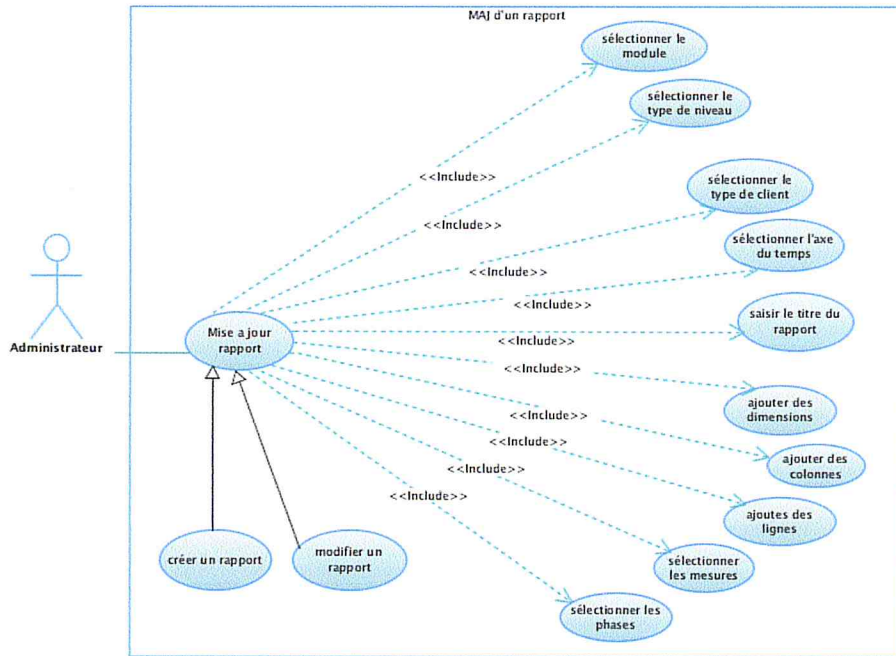 MAJ d'un rapport
sélectionner le
module
sélectionner le
type de niveau
<<Include>>
sélectionner le
type de client
<<Include>>
sélectionner l'axe
du temps
<<Include>>
<<Include>>
saisir le titre du
rapport
Mise a jour
rapport
Administrateur
<<Include>>
<<Include>>
ajouter des
dimensions
<<Include>>
<<Include>>
ajouter des
colonnes
<<Include>>
<<Include>>
ajoutes des
lignes
créer un rapport
modifier un
rapport
sélectionner
les mesures
sélectionner les
phases